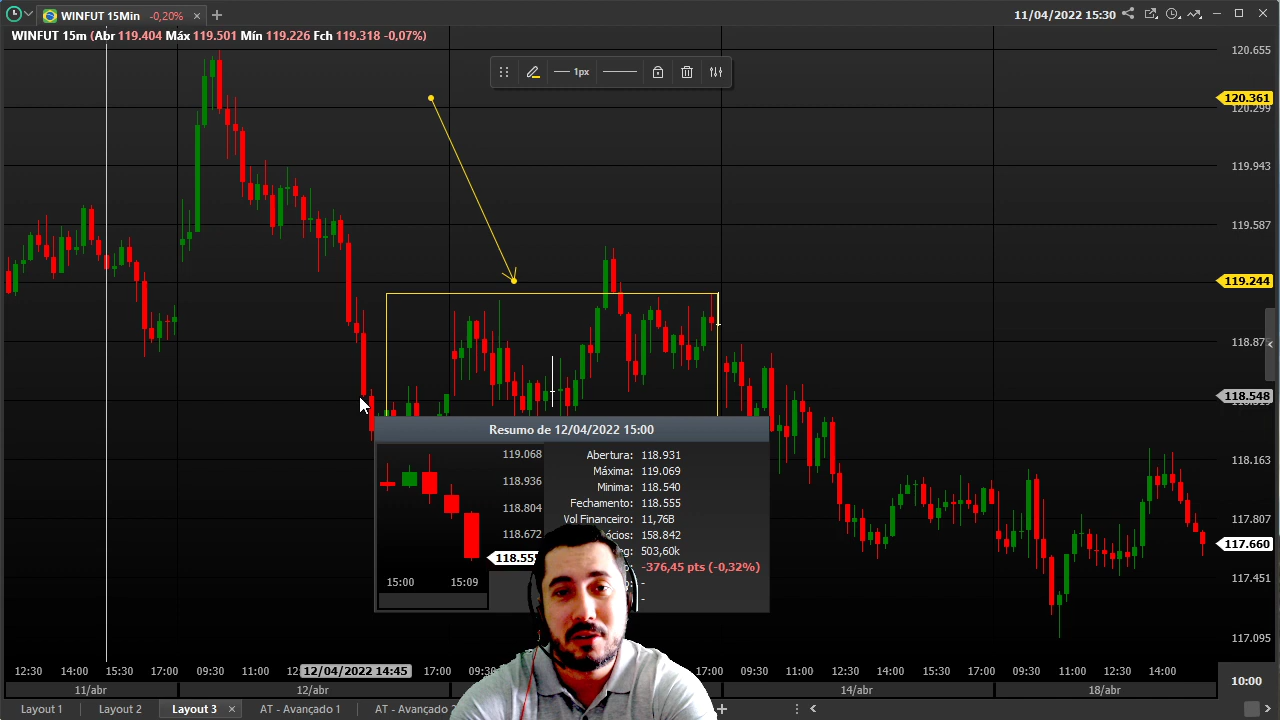 WINFUT 15Min -0,20% × +
11/04/2022 15:30
WINFUT 15m (Abr 119.404 Máx 119.501 Mín 119.226 Fch 119.318 -0,07%)
1px
120.655
120.361
120.299
119.943
119.587
119.244
118.87
118.548
118.163
117.807
117.660
117.451
117.095
Resumo de 12/04/2022 15:00
119.068
118.936
118.804
118.672
118.555
15:00 15:09
Abertura: 118.931
Máxima: 119.069
Minima: 118.540
Fechamento: 118.555
Vol Financeiro: 11,76B
158.842
503,60k
-376,45 pts (-0,32%)
-
-
12:30 14:00 15:30 17:00 09:30 11:00 12/04/2022 14:45 17:00 17:00 09:30 11:00 12:30 14:00 15:30 17:00 09:30 11:00 12:30 14:00
10:00
11/abr 12/abr 14/abr 18/abr
Layout 1 Layout 2 Layout 3 × AT - Avançado 1 AT - Avançado +